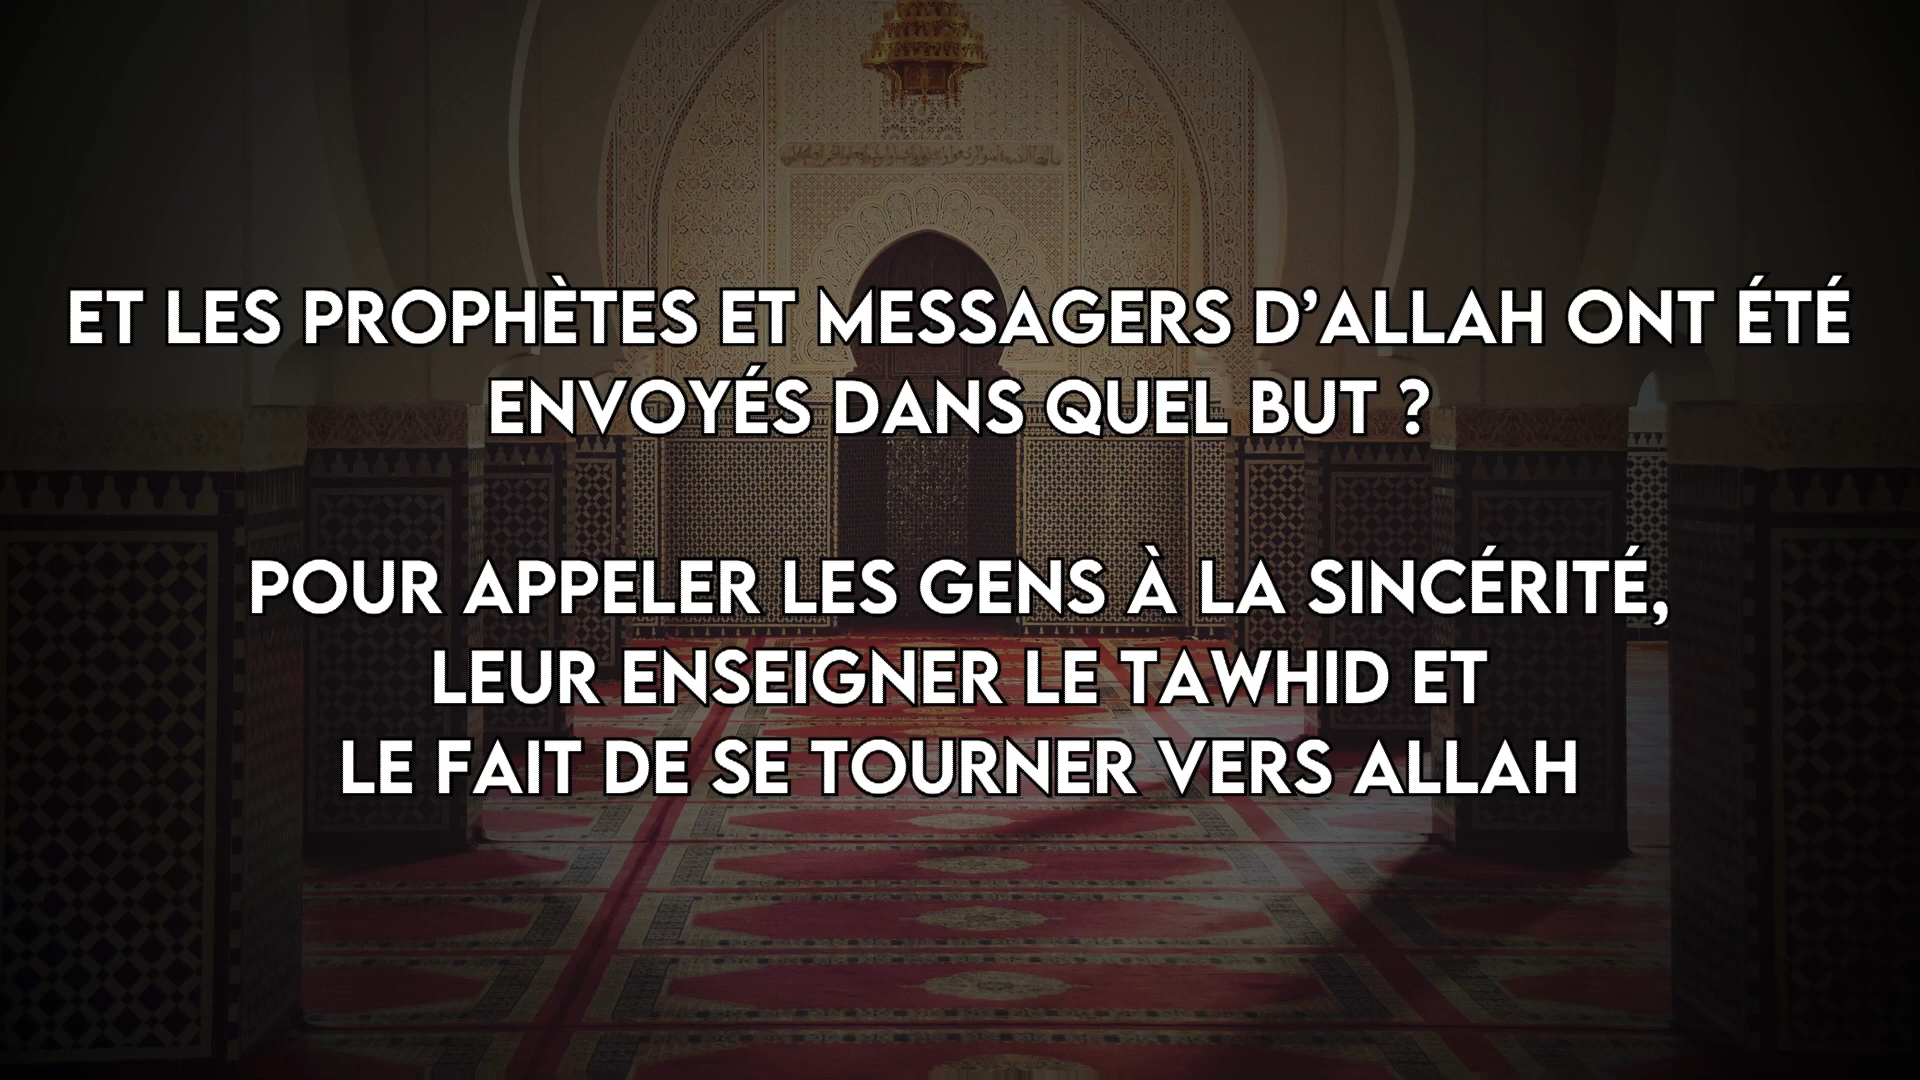 ET LES PROPHÈTES ET MESSAGERS D’ALLAH ONT ÉTÉ
ENVOYÉS DANS QUEL BUT ?
POUR APPELER LES GENS À LA SINCÉRITÉ,
LEUR ENSEIGNER LE TAWHID ET
LE FAIT DE SE TOURNER VERS ALLAH